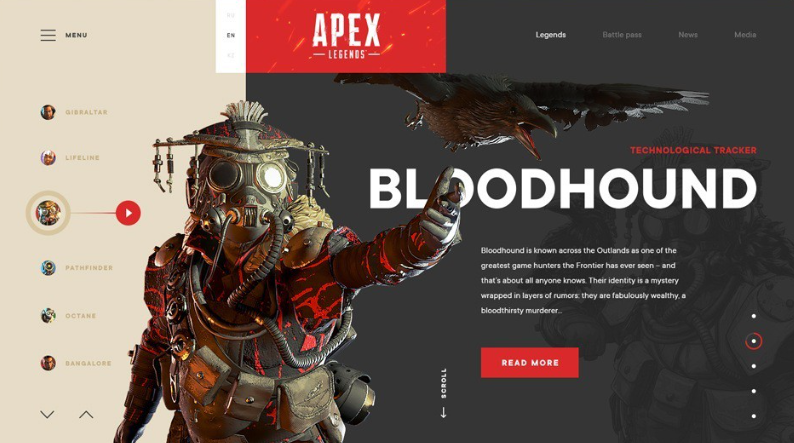 MENU
RU
EN
APEX
LEGENDS
Legends
Battle pass
News
Media
GIBRALTAR
LIFELINE
PATHFINDER
OCTANE
BANGALORE
TECHNOLOGICAL TRACKER
BLOODHOUND
Bloodhound is known across the Outlands as one of the
greatest game hunters the Frontier has ever seen – and
that's about all anyone knows. Their identity is a mystery
wrapped in layers of rumors: they are fabulously wealthy, a
bloodthirsty murderer...
READ MORE
SCROLL